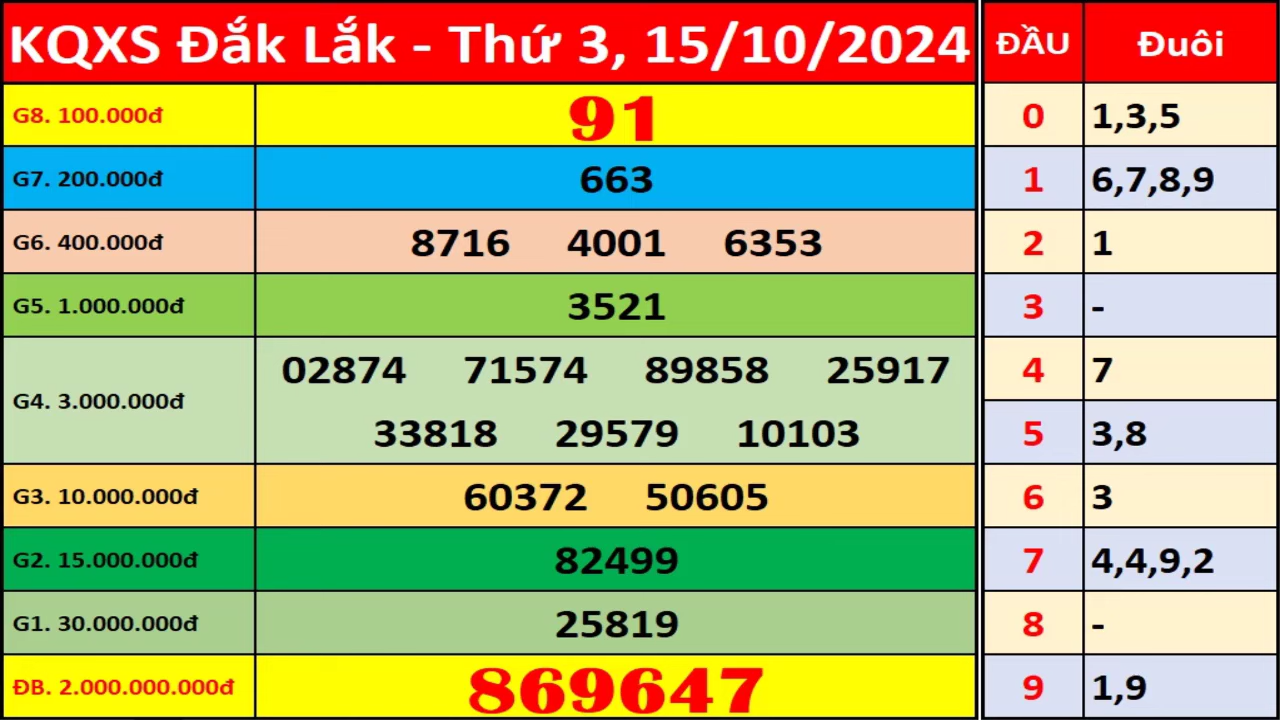 KQXS Đắk Lắk - Thứ 3, 15/10/2024 ĐẦU Đuôi
G8. 100.000đ 91 0 1,3,5
G7. 200.000đ 663 1 6,7,8,9
G6. 400.000đ 8716 4001 6353 2 1
G5. 1.000.000đ 3521 3 -
02874 71574 89858 25917 4 7
G4. 3.000.000đ
33818 29579 10103 5 3,8
G3. 10.000.000đ 60372 50605 6 3
G2. 15.000.000đ 82499 7 4,4,9,2
G1. 30.000.000đ 25819 8 -
ĐB. 2.000.000.000đ 869647 9 1,9